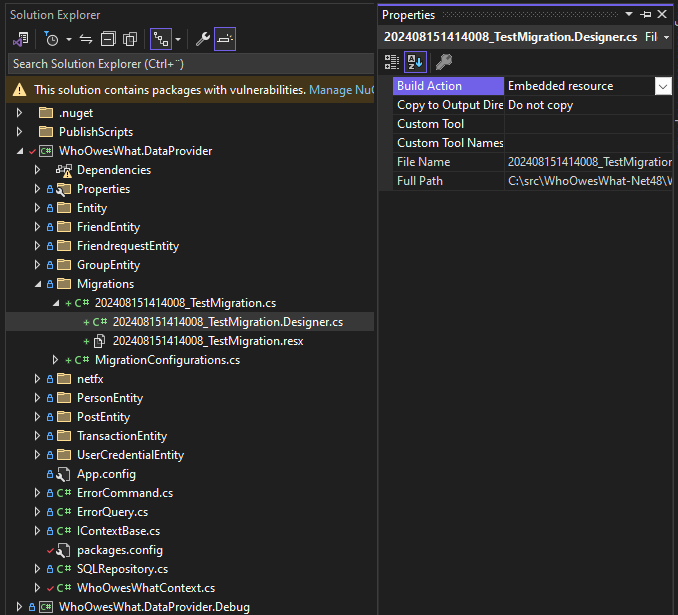 Solution Explorer
Search Solution Explorer (Ctrl+¨)
This solution contains packages with vulnerabilities. Manage NuG
.nuget
PublishScripts
WhoOwesWhat.DataProvider
Dependencies
Properties
Entity
FriendEntity
FriendrequestEntity
GroupEntity
Migrations
202408151414008_TestMigration.cs
202408151414008_TestMigration.Designer.cs
202408151414008_TestMigration.resx
MigrationConfigurations.cs
netfx
PersonEntity
PostEntity
TransactionEntity
UserCredentialEntity
App.config
ErrorCommand.cs
ErrorQuery.cs
IContextBase.cs
packages.config
SQLRepository.cs
WhoOwesWhatContext.cs
WhoOwesWhat.DataProvider.Debug
Properties
202408151414008_TestMigration.Designer.cs Fil
Build Action Embedded resource
Copy to Output Dire Do not copy
Custom Tool
Custom Tool Names
File Name 202408151414008_TestMigration
Full Path C:\src\WhoOwesWhat-Net48\W